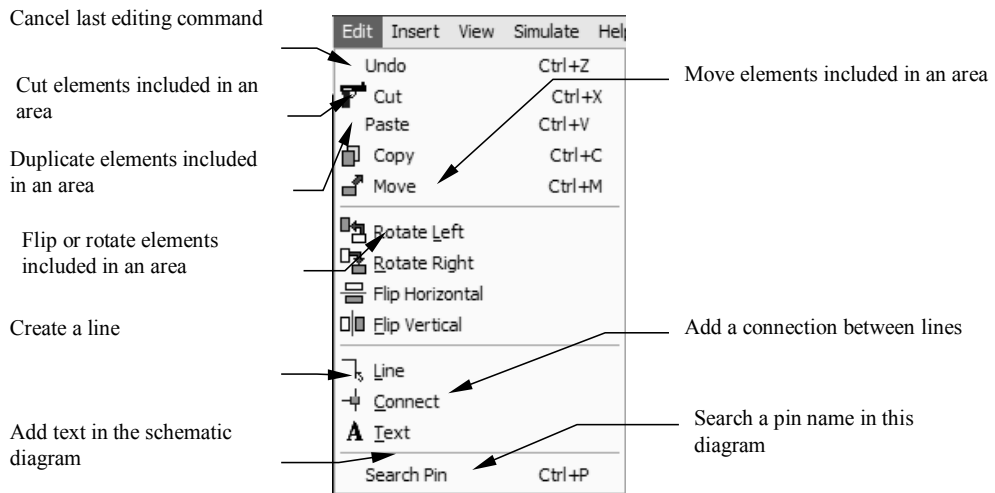 Cancel last editing command
Cut elements included in an
area
Duplicate elements included
in an area
Flip or rotate elements
included in an area
Create a line
Add text in the schematic
diagram
Edit Insert View Simulate Hel
Undo Ctrl+Z
Cut Ctrl+X
Paste Ctrl+V
Copy Ctrl+C
Move Ctrl+M
Rotate Left
Rotate Right
Flip Horizontal
Flip Vertical
Line
Connect
A Text
Search Pin Ctrl+P
Move elements included in an area
Add a connection between lines
Search a pin name in this
diagram